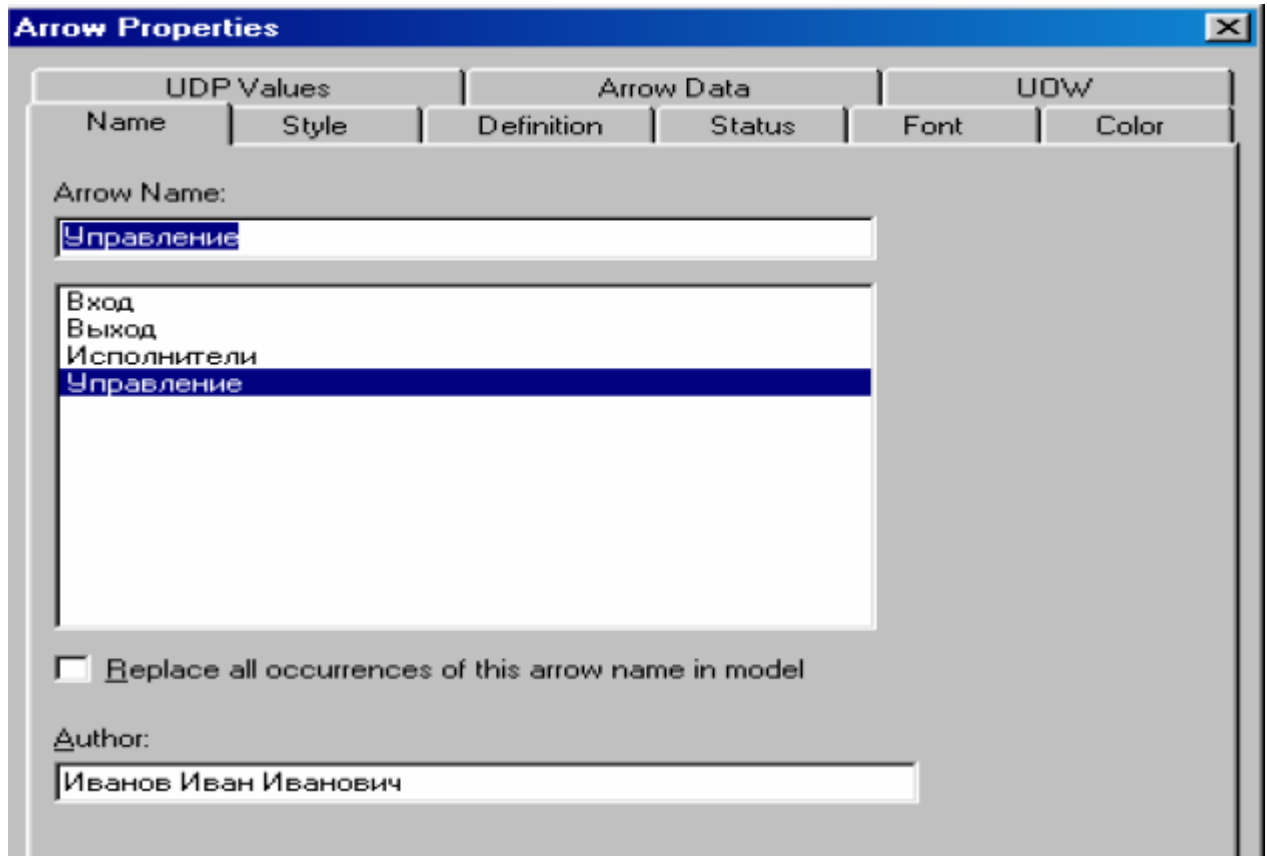 Arrow Properties
UDP Values Arrow Data UOW
Name Style Definition Status Font Color
Arrow Name:
Управление
Вход
Выход
Исполнители
Управление
Replace all occurrences of this arrow name in model
Author:
Иванов Иван Иванович